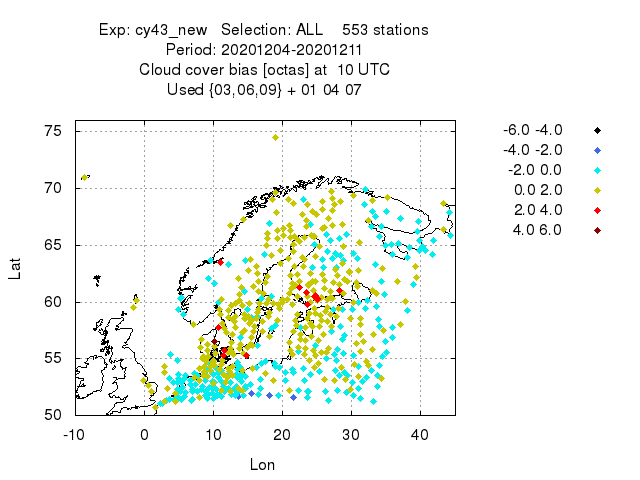 Exp: cy43_new Selection: ALL 553 stations
Period: 20201204-20201211
Cloud cover bias [octas] at 10 UTC
Used {03,06,09} + 01 04 07
-6.0 -4.0
-4.0 -2.0
-2.0 0.0
0.0 2.0
2.0 4.0
4.0 6.0
75
70
65
60
55
50
Lat
-10 0 10 20 30 40
Lon